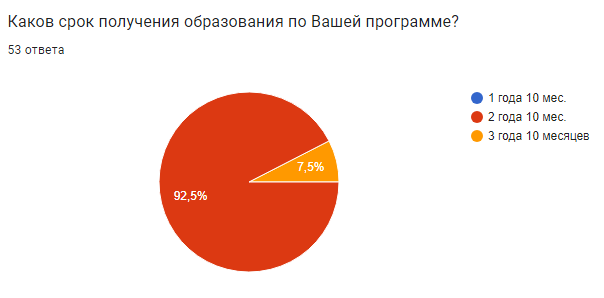 Каков срок получения образования по Вашей программе?
53 ответа
1 года 10 мес.
2 года 10 мес.
3 года 10 месяцев
7,5%
92,5%